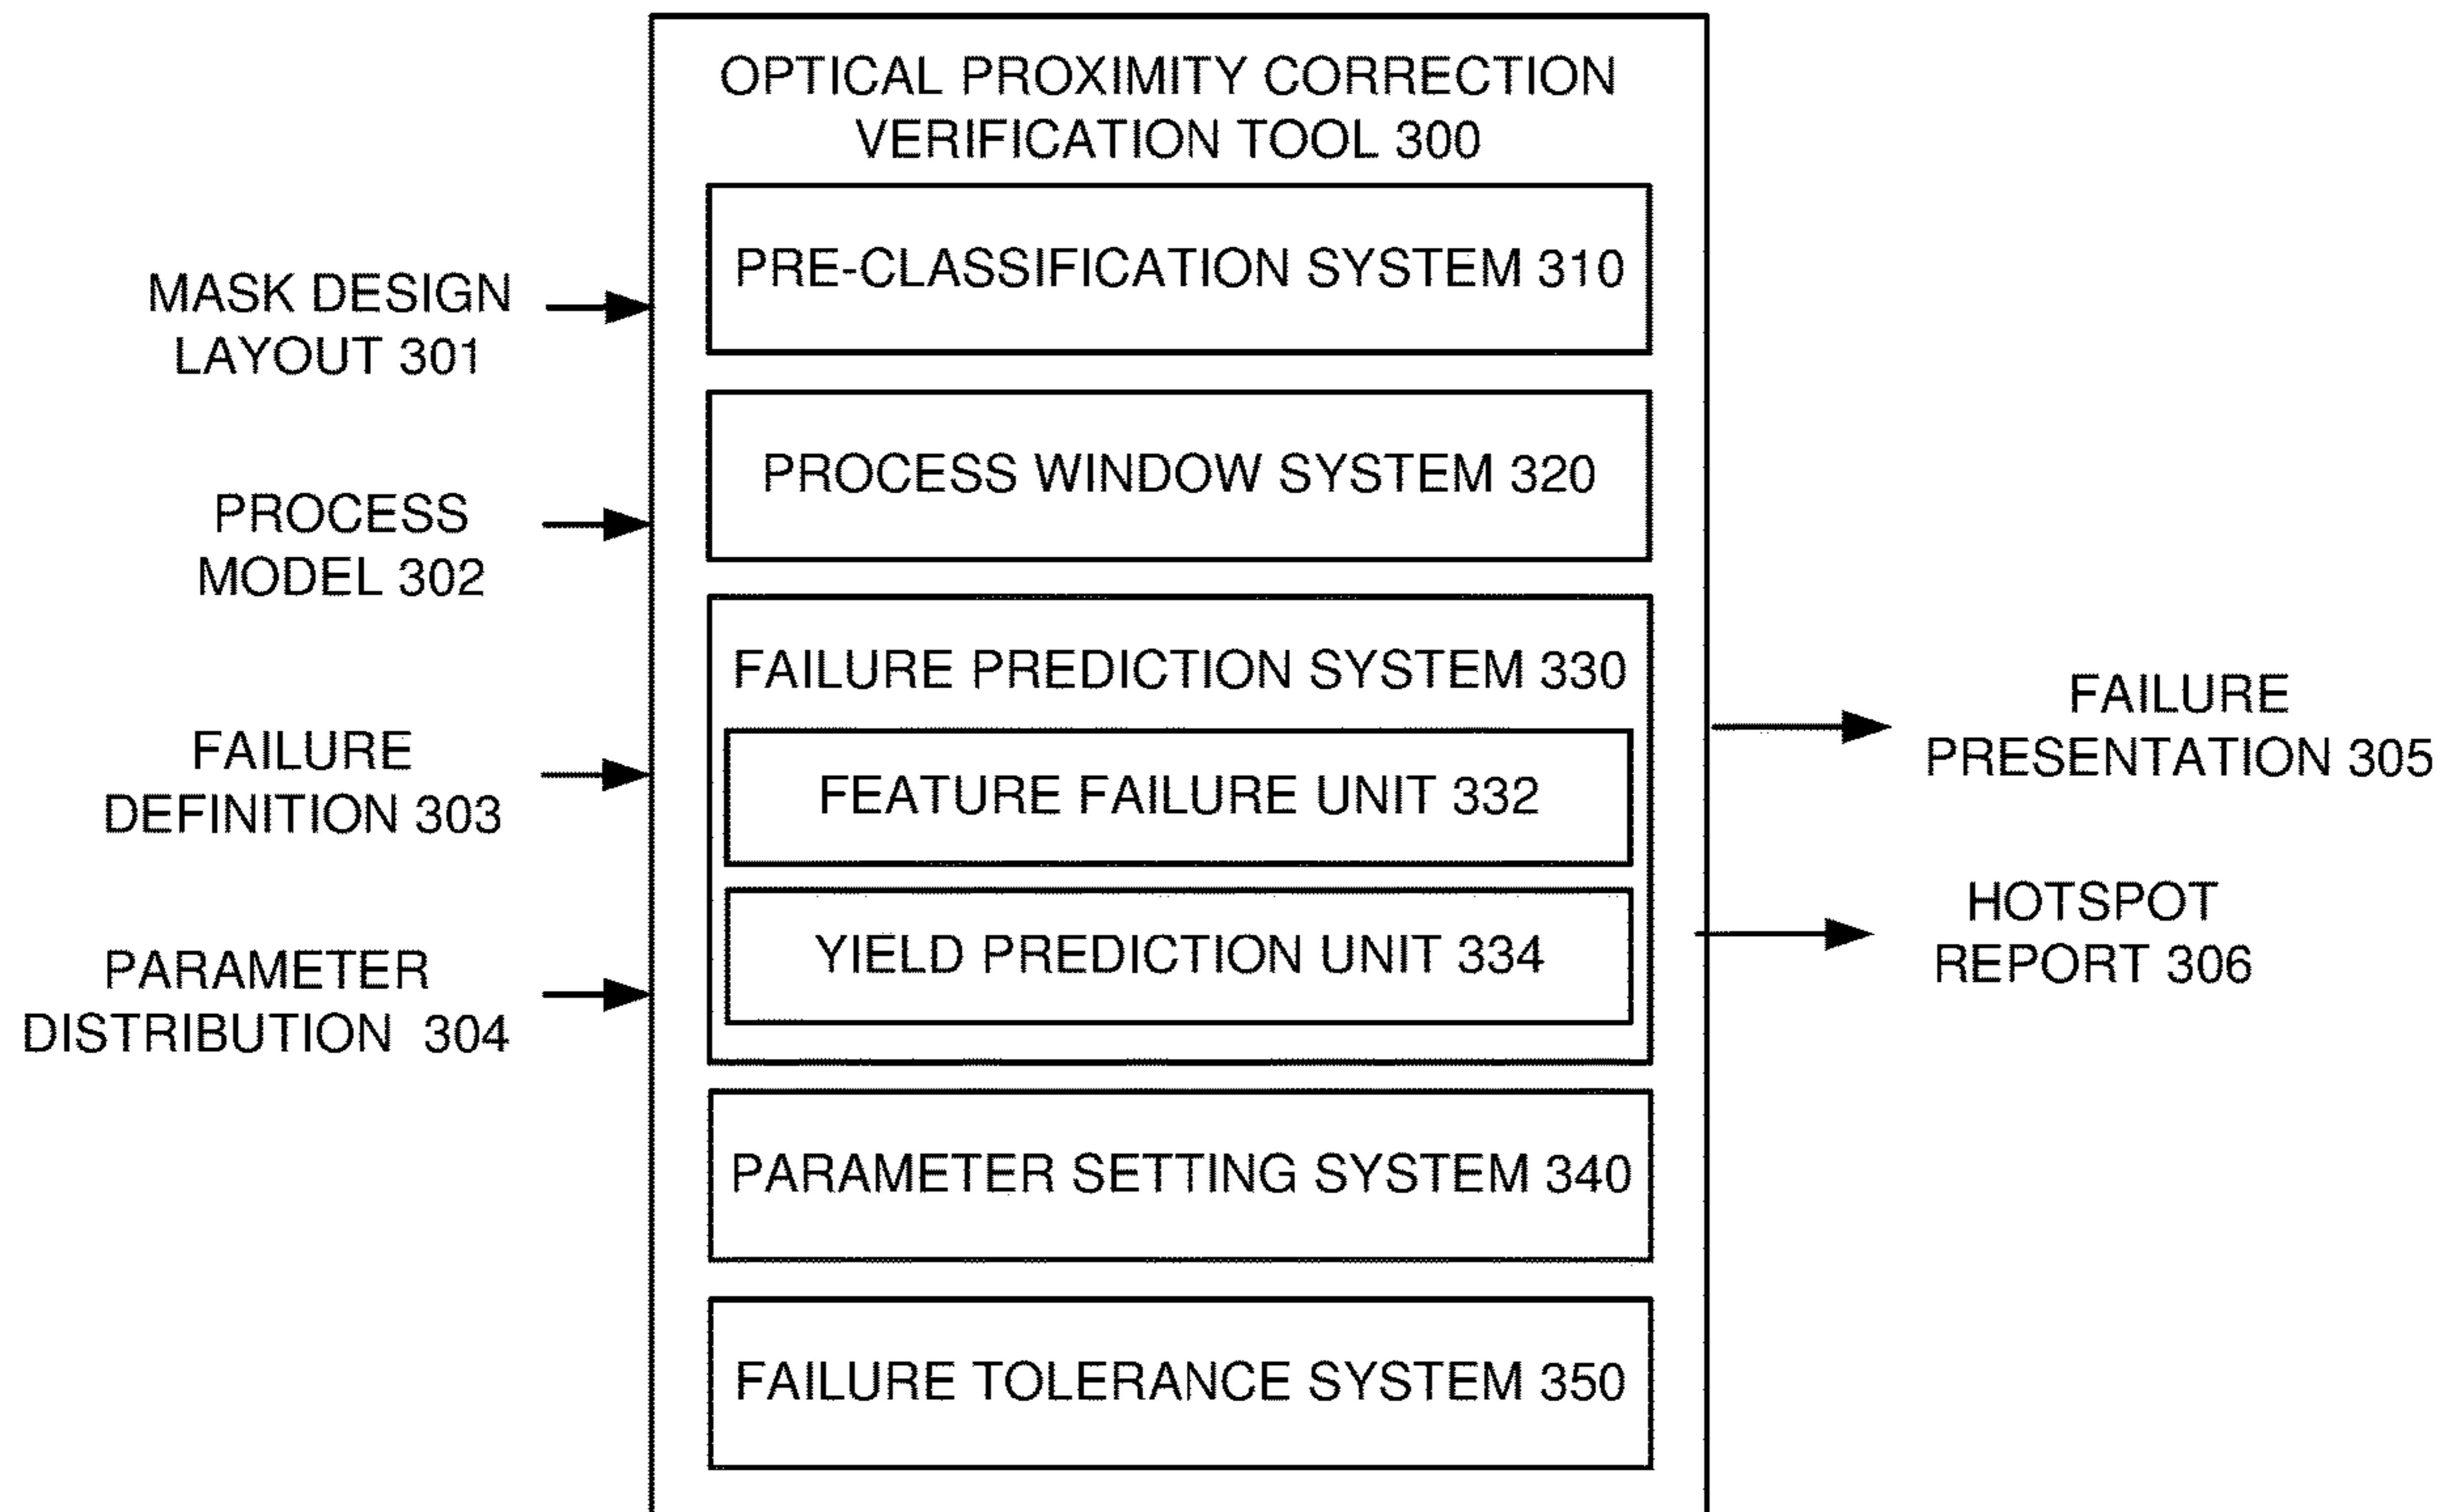 OPTICAL PROXIMITY CORRECTION
VERIFICATION TOOL 300
MASK DESIGN
LAYOUT 301
PROCESS
MODEL 302
FAILURE
DEFINITION 303
PARAMETER
DISTRIBUTION 304
PRE-CLASSIFICATION SYSTEM 310
PROCESS WINDOW SYSTEM 320
FAILURE PREDICTION SYSTEM 330
FEATURE FAILURE UNIT 332
YIELD PREDICTION UNIT 334
PARAMETER SETTING SYSTEM 340
FAILURE TOLERANCE SYSTEM 350
FAILURE
PRESENTATION 305
HOTSPOT
REPORT 306